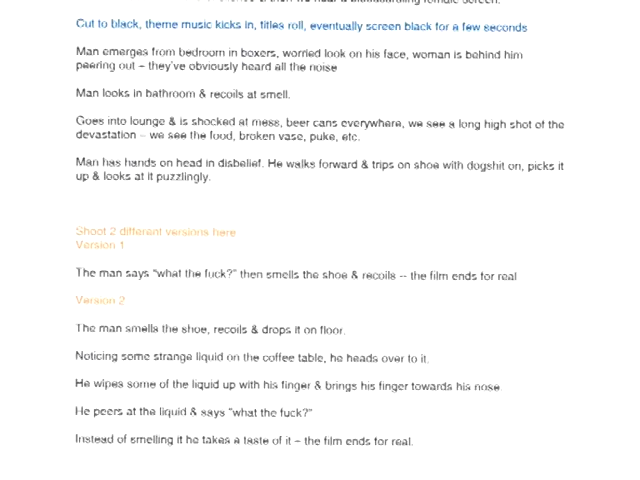 female screen.
Cut to black, theme music kicks in, titles roll, eventually screen black for a few seconds
Man emerges from bedroom in boxers, worried look on his face, woman is behind him
peering out – they've obviously heard all the noise
Man looks in bathroom & recoils at smell.
Goes into lounge & is shocked at mess, beer cans everywhere, we see a long high shot of the
devastation – we see the food, broken vase, puke, etc.
Man has hands on head in disbelief. He walks forward & trips on shoe with dogshit on, picks it
up & looks at it puzzlingly.
Shoot 2 different versions here
Version 1
The man says "what the fuck?" then smells the shoe & recoils -- the film ends for real
Version 2
The man smells the shoe, recoils & drops it on floor.
Noticing some strange liquid on the coffee table, he heads over to it.
He wipes some of the liquid up with his finger & brings his finger towards his nose
He peers at the liquid & says "what the fuck?"
Instead of smelling it he takes a taste of it – the film ends for real.